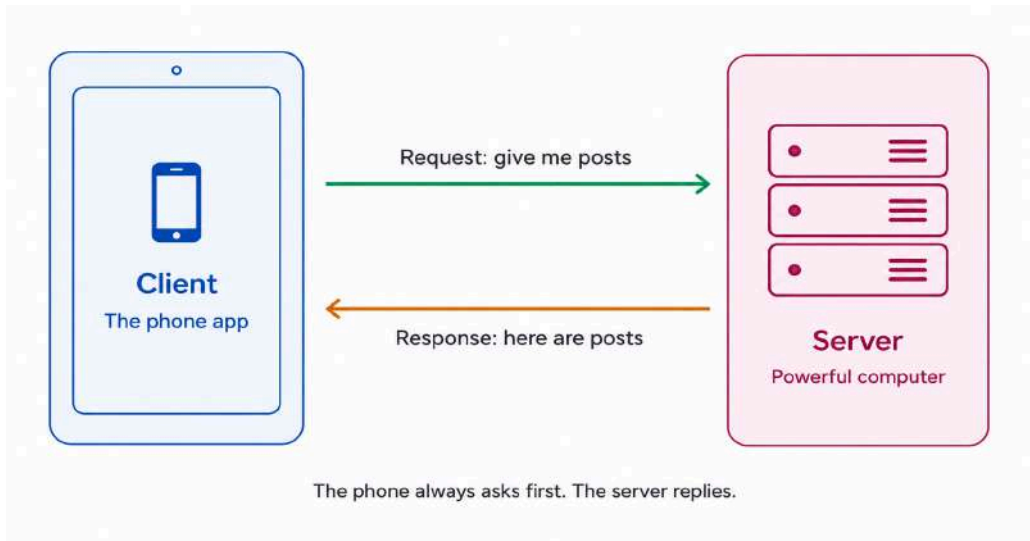 Request: give me posts
Client
The phone app
Response: here are posts
Server
Powerful computer
The phone always asks first. The server replies.